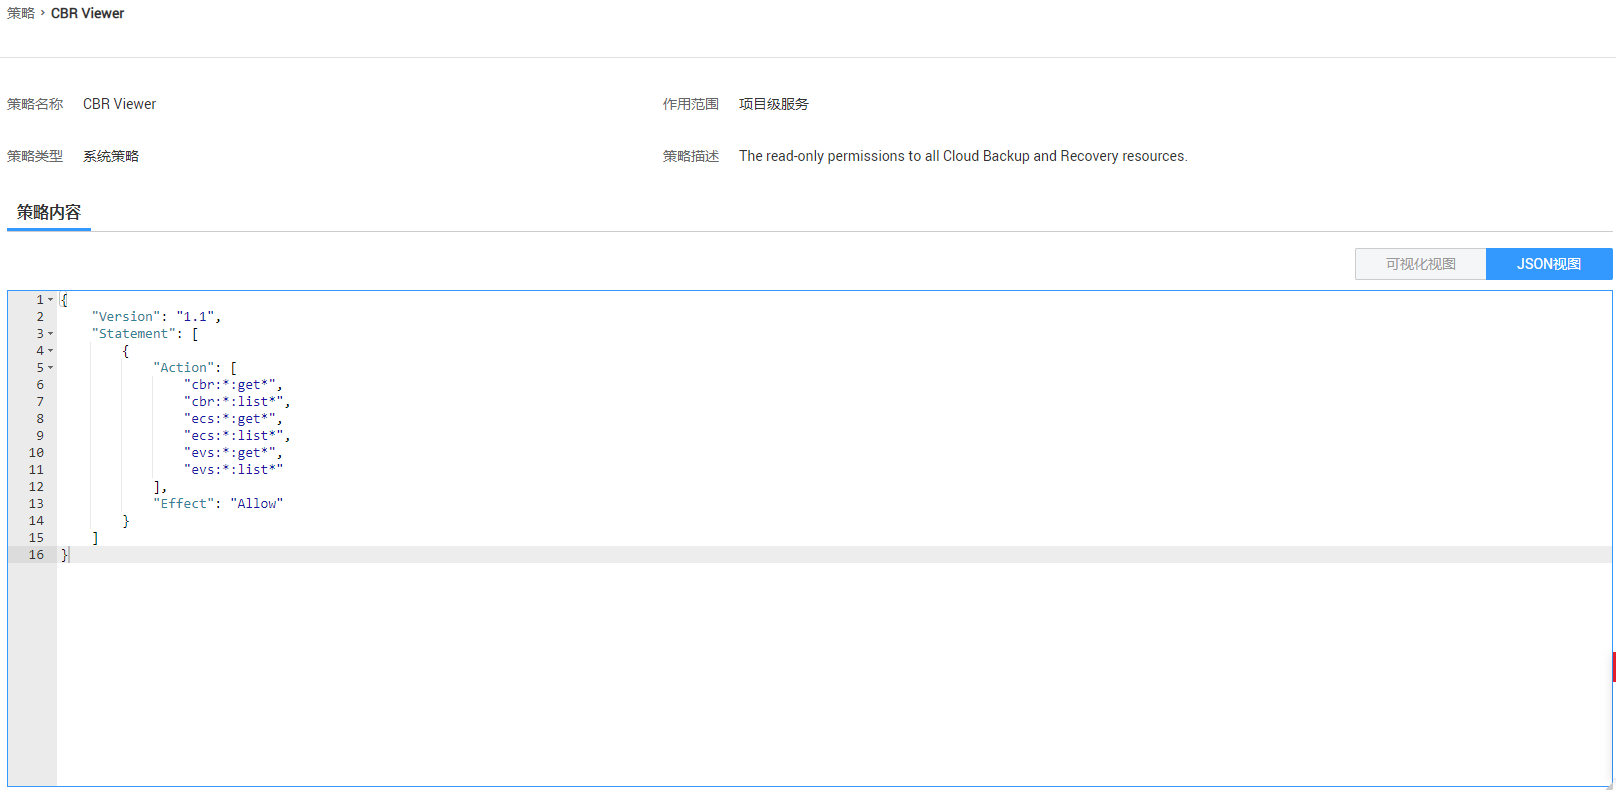 策略 › CBR Viewer
策略名称 CBR Viewer 作用范围 项目级服务
策略类型 系统策略 策略描述 The read-only permissions to all Cloud Backup and Recovery resources.
策略内容
可视化视图 JSON视图
1 {
2 "Version": "1.1",
3 "Statement": [
4 {
5 "Action": [
6 "cbr:*:get*",
7 "cbr:*:list*",
8 "ecs:*:get*",
9 "ecs:*:list*",
10 "evs:*:get*",
11 "evs:*:list*"
12 ],
13 "Effect": "Allow"
14 }
15 ]
16 }